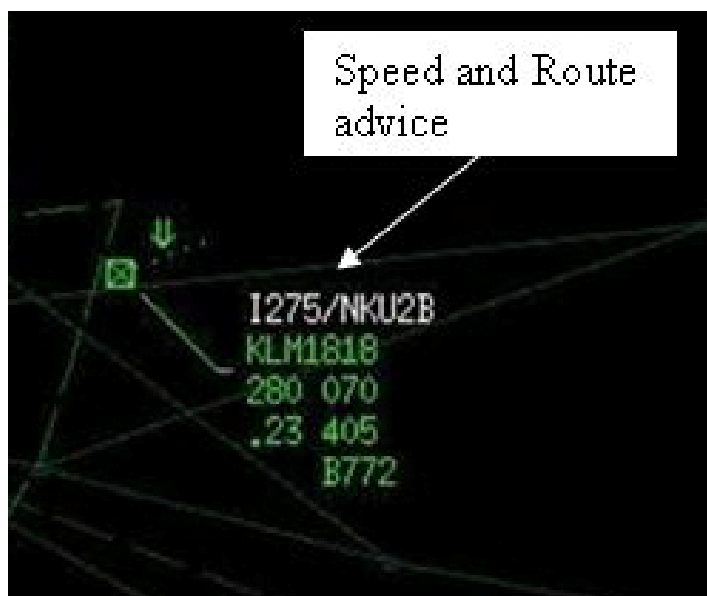 Speed and Route
advice
I275/NKU2B
KLM1818
280 070
.23 405
B772